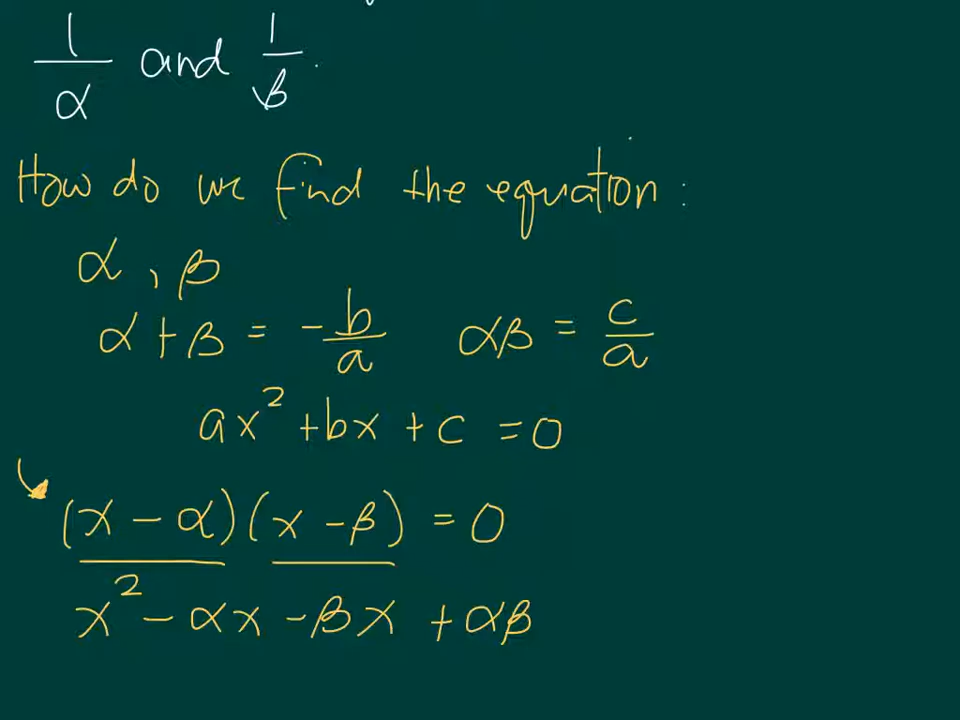 1/α and 1/β.
How do we find the equation:
α, β
α + β = -b/a   αβ = c/a
ax² + bx + c = 0
(x - α)(x - β) = 0
x² - αx - βx + αβ